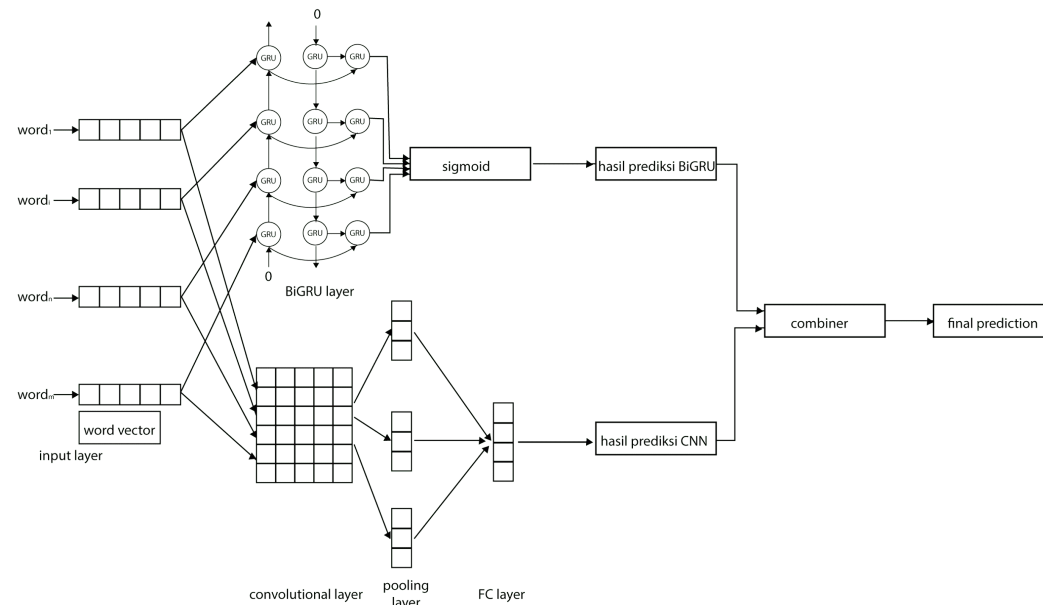 0
GRU GRU GRU
word₁
GRU GRU GRU
sigmoid
hasil prediksi BiGRU
wordᵢ
GRU GRU GRU
GRU GRU GRU
0
BiGRU layer
wordₙ
combiner
final prediction
wordₘ
word vector
input layer
hasil prediksi CNN
convolutional layer
pooling
layer
FC layer